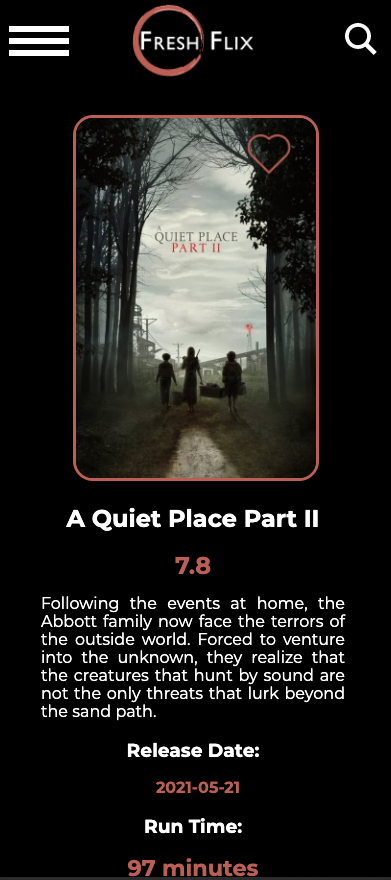 FRESH FLIX
A
QUIET PLACE
PART II
A Quiet Place Part II
7.8
Following the events at home, the
Abbott family now face the terrors of
the outside world. Forced to venture
into the unknown, they realize that
the creatures that hunt by sound are
not the only threats that lurk beyond
the sand path.
Release Date:
2021-05-21
Run Time:
97 minutes